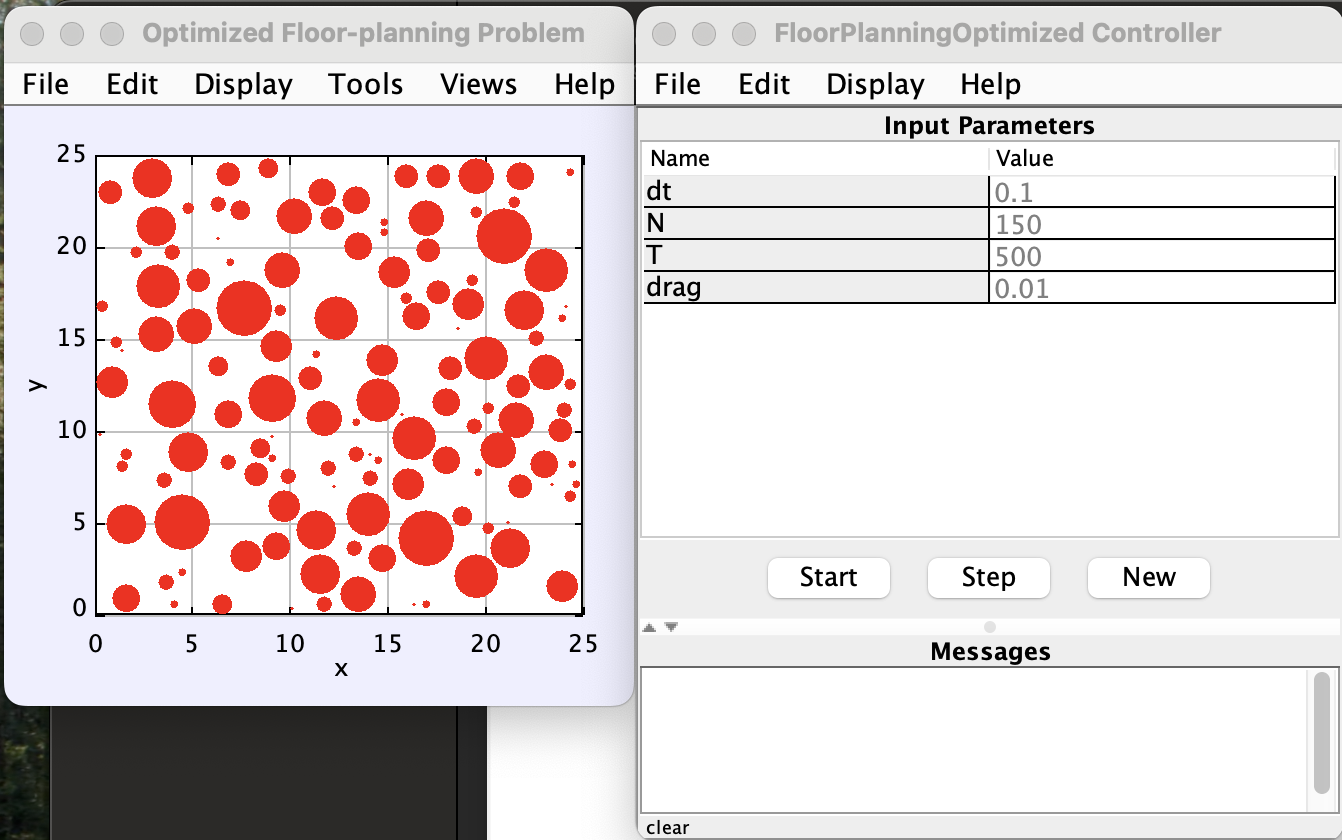 Optimized Floor-planning Problem
File Edit Display Tools Views Help
25
20
15
10
5
0
y
0 5 10 15 20 25
x
FloorPlanningOptimized Controller
File Edit Display Help
Input Parameters
Name Value
dt 0.1
N 150
T 500
drag 0.01
Start Step New
Messages
clear